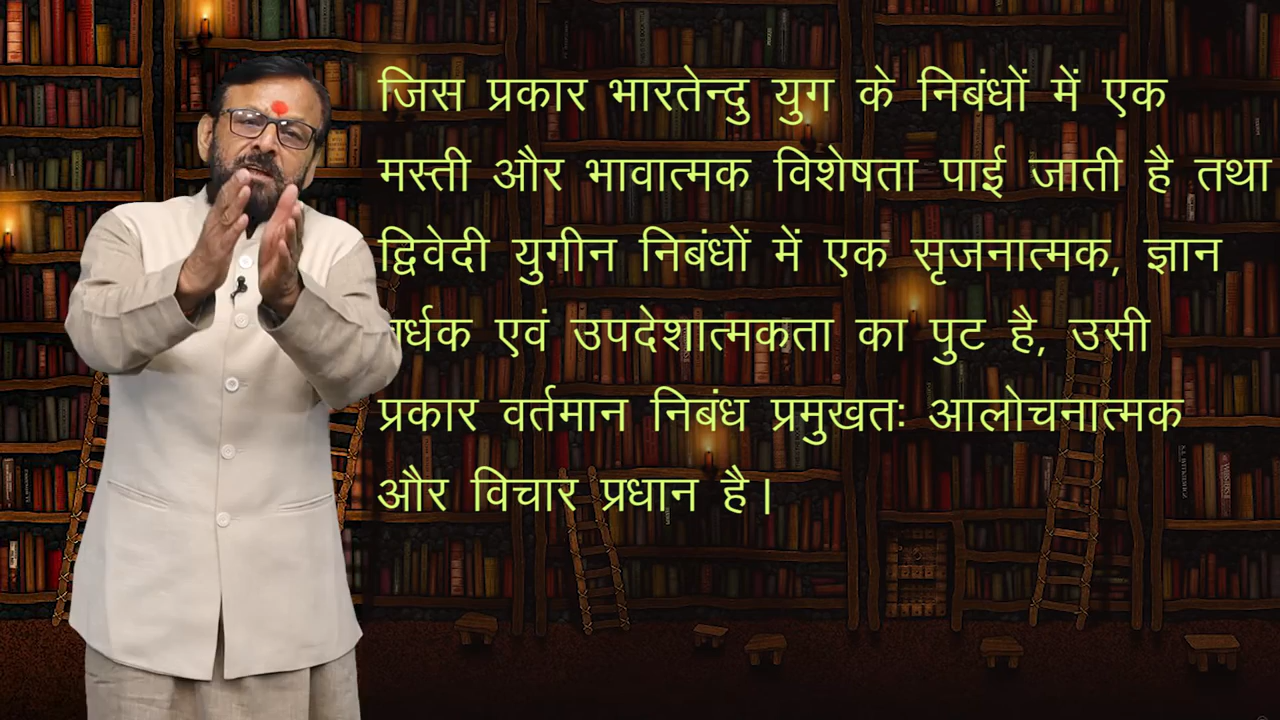 जिस प्रकार भारतेन्दु युग के निबंधों में एक
मस्ती और भावात्मक विशेषता पाई जाती है तथा
द्विवेदी युगीन निबंधों में एक सृजनात्मक, ज्ञान
एवं उपदेशात्मकता का पुट है, उसी
प्रकार वर्तमान निबंध प्रमुखतः आलोचनात्मक
और विचार प्रधान है।